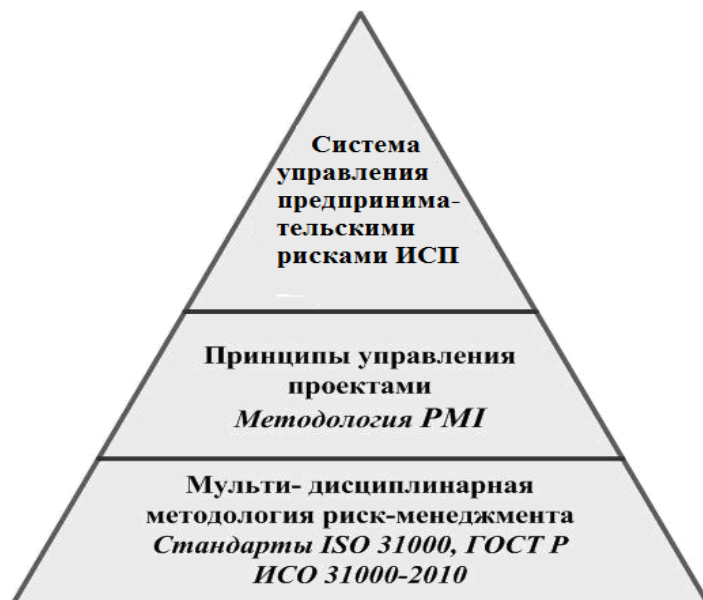 Система
управления
предпринима-
тельскими
рисками ИСП
Принципы управления
проектами
Методология PMI
Мульти- дисциплинарная
методология риск-менеджмента
Стандарты ISO 31000, ГОСТ Р
ИСО 31000-2010